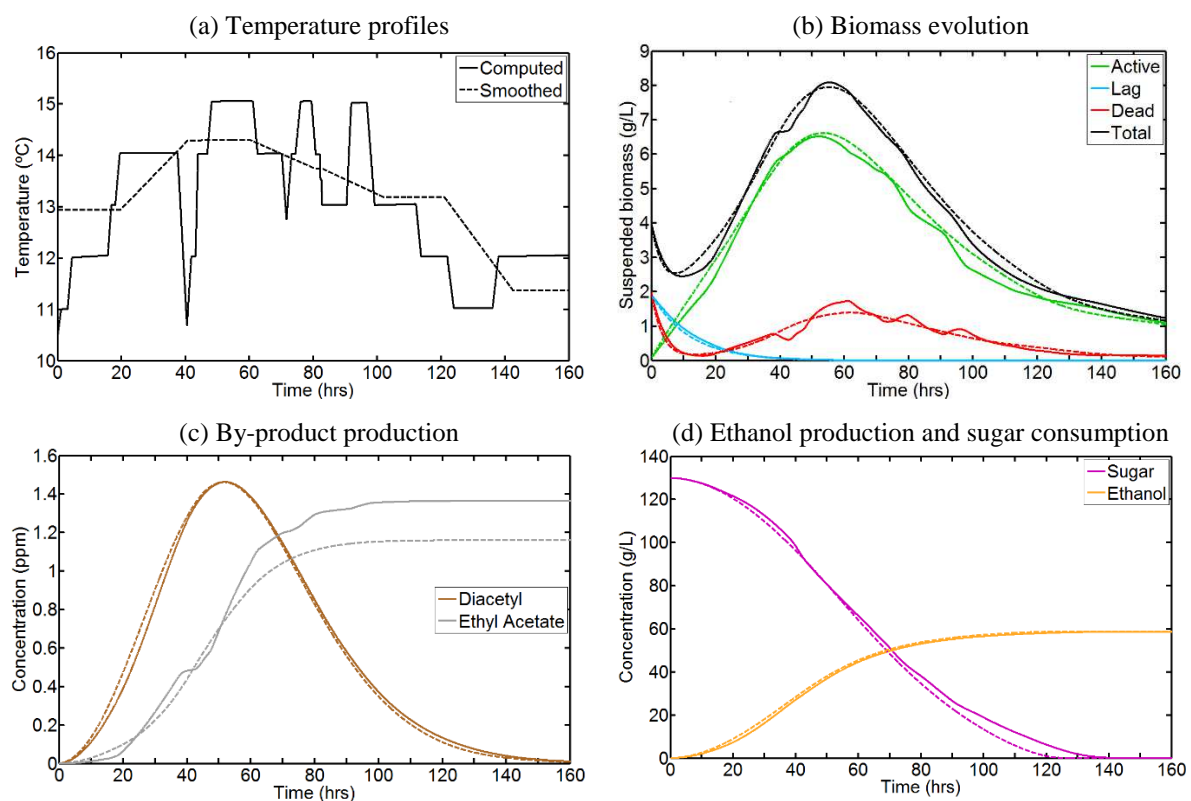 (a) Temperature profiles
16
15
14
13
12
11
10
Temperature (ºC)
Computed
Smoothed
0 20 40 60 80 100 120 140 160
Time (hrs)
(b) Biomass evolution
9
8
7
6
5
4
3
2
1
0
Suspended biomass (g/L)
Active
Lag
Dead
Total
0 20 40 60 80 100 120 140 160
Time (hrs)
(c) By-product production
1.6
1.4
1.2
1
0.8
0.6
0.4
0.2
0
Concentration (ppm)
Diacetyl
Ethyl Acetate
0 20 40 60 80 100 120 140 160
Time (hrs)
(d) Ethanol production and sugar consumption
140
120
100
80
60
40
20
0
Concentration (g/L)
Sugar
Ethanol
0 20 40 60 80 100 120 140 160
Time (hrs)